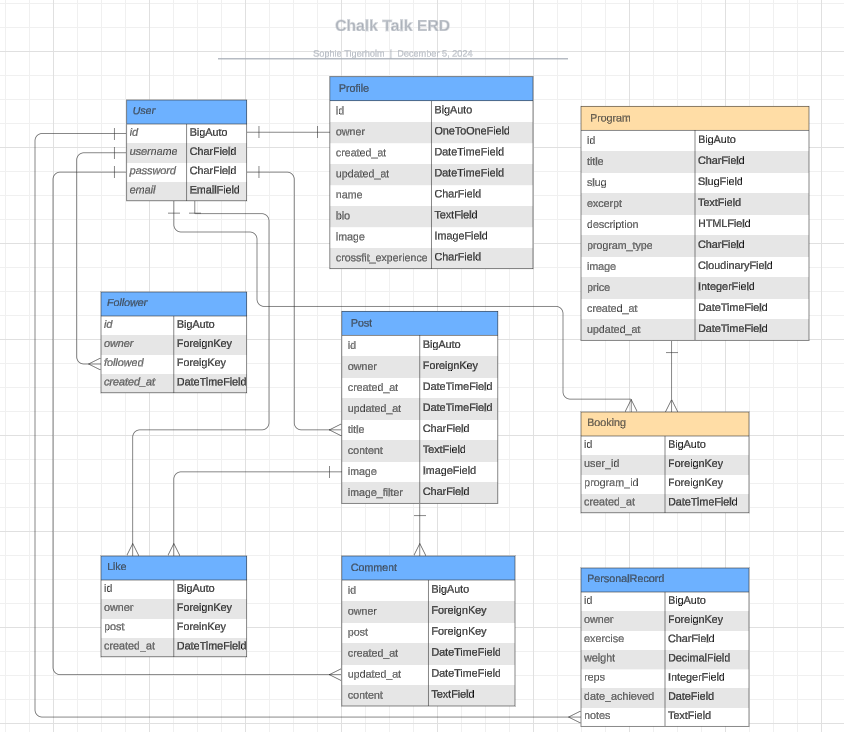 Chalk Talk ERD
Sophie Tigerholm | December 5, 2024
User
id BigAuto
username CharField
password CharField
email EmailField
Profile
id BigAuto
owner OneToOneField
created_at DateTimeField
updated_at DateTimeField
name CharField
bio TextField
image ImageField
crossfit_experience CharField
Program
id BigAuto
title CharField
slug SlugField
excerpt TextField
description HTMLField
program_type CharField
image CloudinaryField
price IntegerField
created_at DateTimeField
updated_at DateTimeField
Follower
id BigAuto
owner ForeignKey
followed ForeigKey
created_at DateTimeField
Post
id BigAuto
owner ForeignKey
created_at DateTimeField
updated_at DateTimeField
title CharField
content TextField
image ImageField
image_filter CharField
Booking
id BigAuto
user_id ForeignKey
program_id ForeignKey
created_at DateTimeField
Like
id BigAuto
owner ForeignKey
post ForeinKey
created_at DateTimeField
Comment
id BigAuto
owner ForeignKey
post ForeignKey
created_at DateTimeField
updated_at DateTimeField
content TextField
PersonalRecord
id BigAuto
owner ForeignKey
exercise CharField
weight DecimalField
reps IntegerField
date_achieved DateField
notes TextField